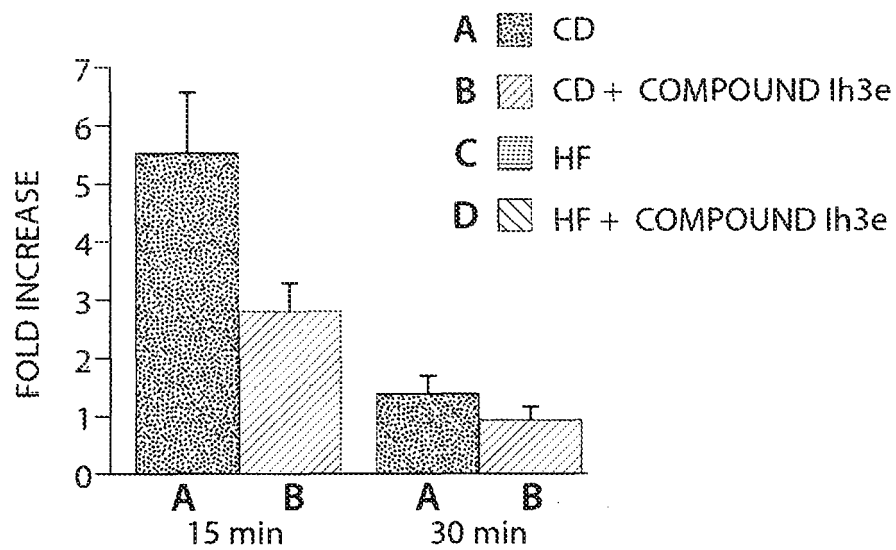 A CD
B CD + COMPOUND Ih3e
C HF
D HF + COMPOUND Ih3e
FOLD INCREASE
7
6
5
4
3
2
1
0
A B A B
15 min 30 min